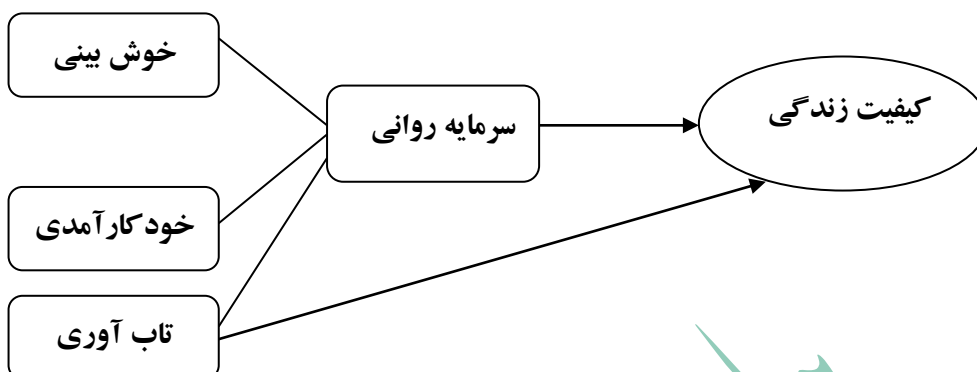 خوش بینی
سرمایه روانی
کیفیت زندگی
خودکارآمدی
تاب آوری